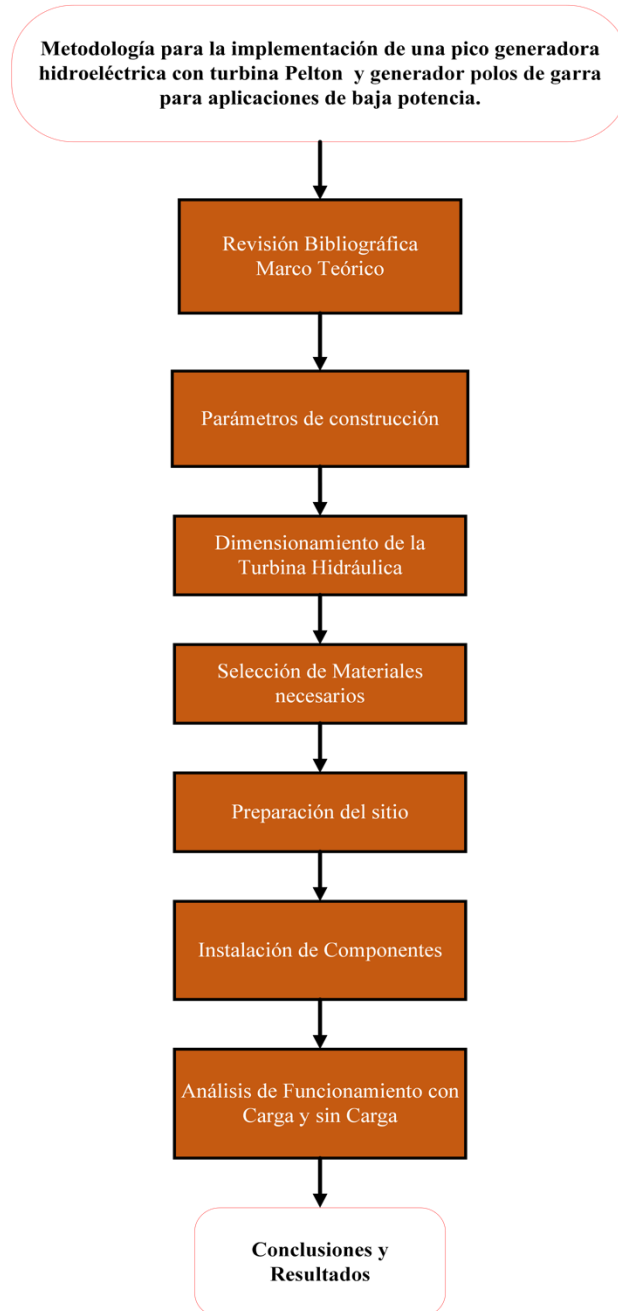 Metodología para la implementación de una pico generadora
hidroeléctrica con turbina Pelton y generador polos de garra
para aplicaciones de baja potencia.
Revisión Bibliográfica
Marco Teórico
Parámetros de construcción
Dimensionamiento de la
Turbina Hidráulica
Selección de Materiales
necesarios
Preparación del sitio
Instalación de Componentes
Análisis de Funcionamiento con
Carga y sin Carga
Conclusiones y
Resultados